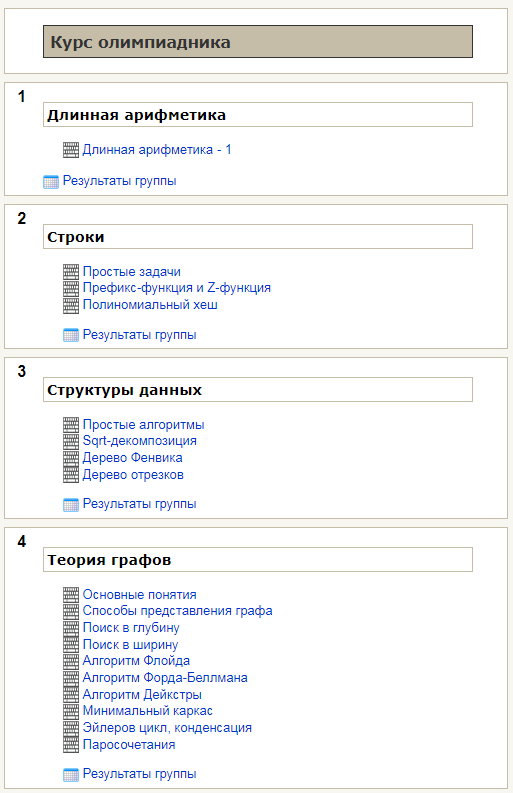 Курс олимпиадника
1
Длинная арифметика
Длинная арифметика - 1
Результаты группы
2
Строки
Простые задачи
Префикс-функция и Z-функция
Полиномиальный хеш
Результаты группы
3
Структуры данных
Простые алгоритмы
Sqrt-декомпозиция
Дерево Фенвика
Дерево отрезков
Результаты группы
4
Теория графов
Основные понятия
Способы представления графа
Поиск в глубину
Поиск в ширину
Алгоритм Флойда
Алгоритм Форда-Беллмана
Алгоритм Дейкстры
Минимальный каркас
Эйлеров цикл, конденсация
Паросочетания
Результаты группы